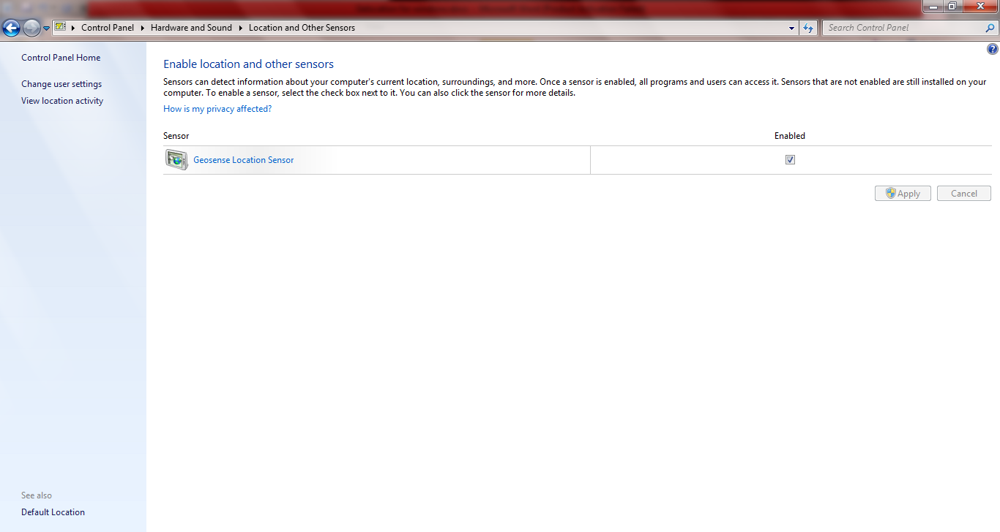 Control Panel
Hardware and Sound
Location and Other Sensors
Search Control Panel
Control Panel Home
Change user settings
View location activity
Enable location and other sensors
Sensors can detect information about your computer's current location, surroundings, and more. Once a sensor is enabled, all programs and users can access it. Sensors that are not enabled are still installed on your
computer. To enable a sensor, select the check box next to it. You can also click the sensor for more details.
How is my privacy affected?
Sensor Enabled
Geosense Location Sensor
Apply Cancel
See also
Default Location